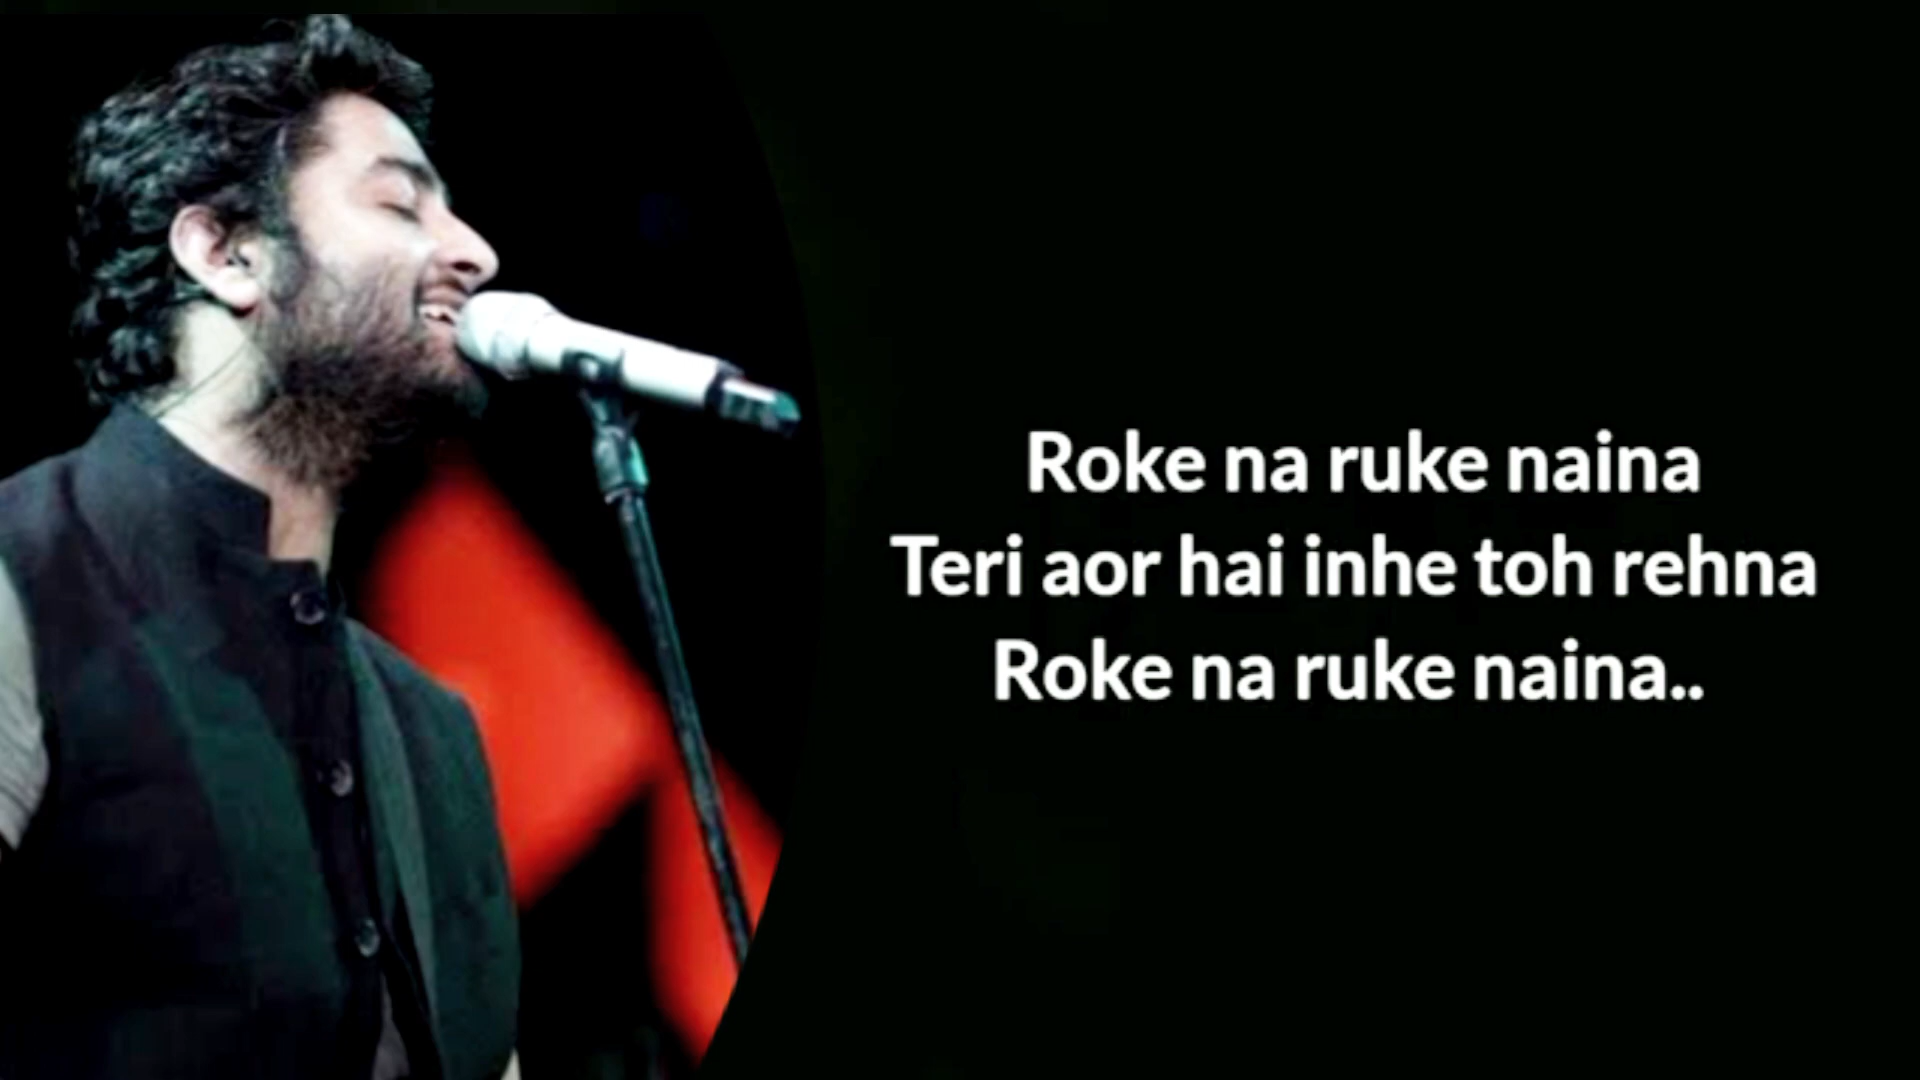 Roke na ruke naina
Teri aor hai inhe toh rehna
Roke na ruke naina..